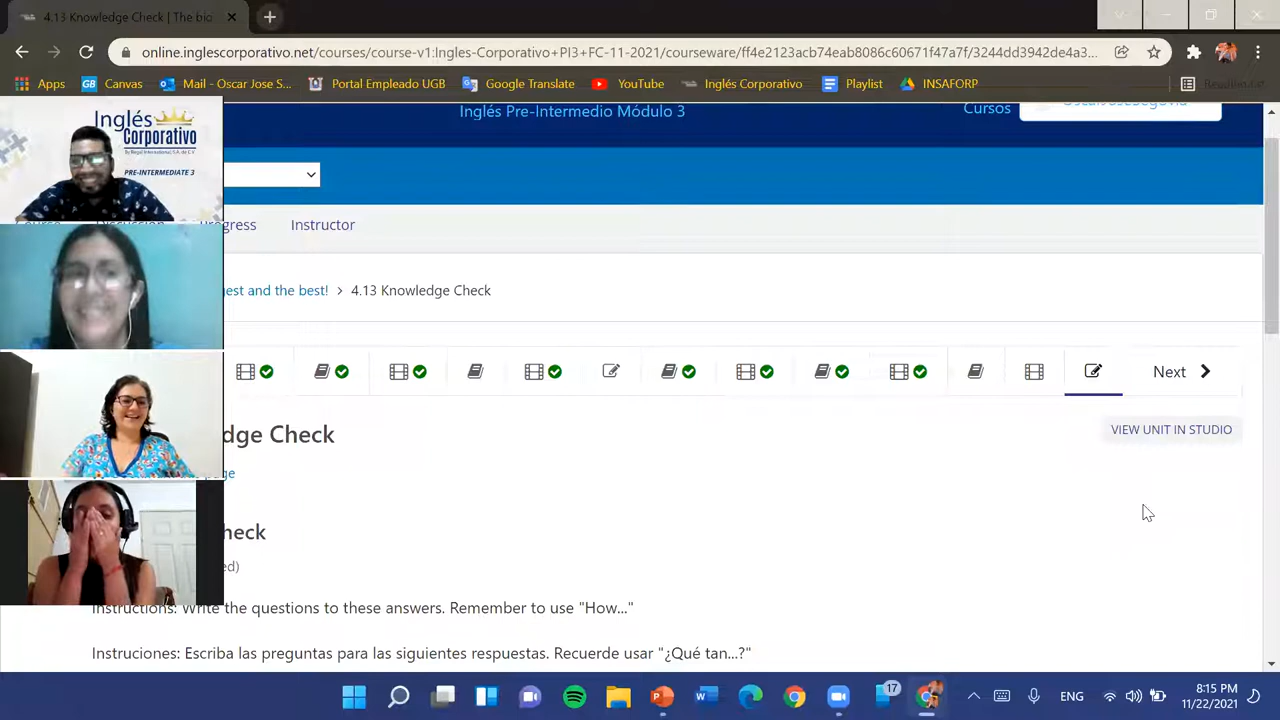 4.13 Knowledge Check | The bio
online.inglescorporativo.net/courses/course-v1:Ingles-Corporativo+PI3+FC-11-2021/courseware/ff4e2123acb74eab8086c60671f47a7f/3244dd3942de4a3...
Apps
Canvas
Mail - Oscar Jose S...
Portal Empleado UGB
Google Translate
YouTube
Inglés Corporativo
Playlist
INSAFORP
Inglés Pre-Intermedio Módulo 3
Cursos
Inglés
Corporativo
PRE-INTERMEDIATE 3
Instructor
est and the best! > 4.13 Knowledge Check
Next
dge Check
VIEW UNIT IN STUDIO
page
heck
ed)
Instructions: Write the questions to these answers. Remember to use "How..."
Instruciones: Escriba las preguntas para las siguientes respuestas. Recuerde usar "¿Qué tan...?"
17
ENG
8:15 PM
11/22/2021